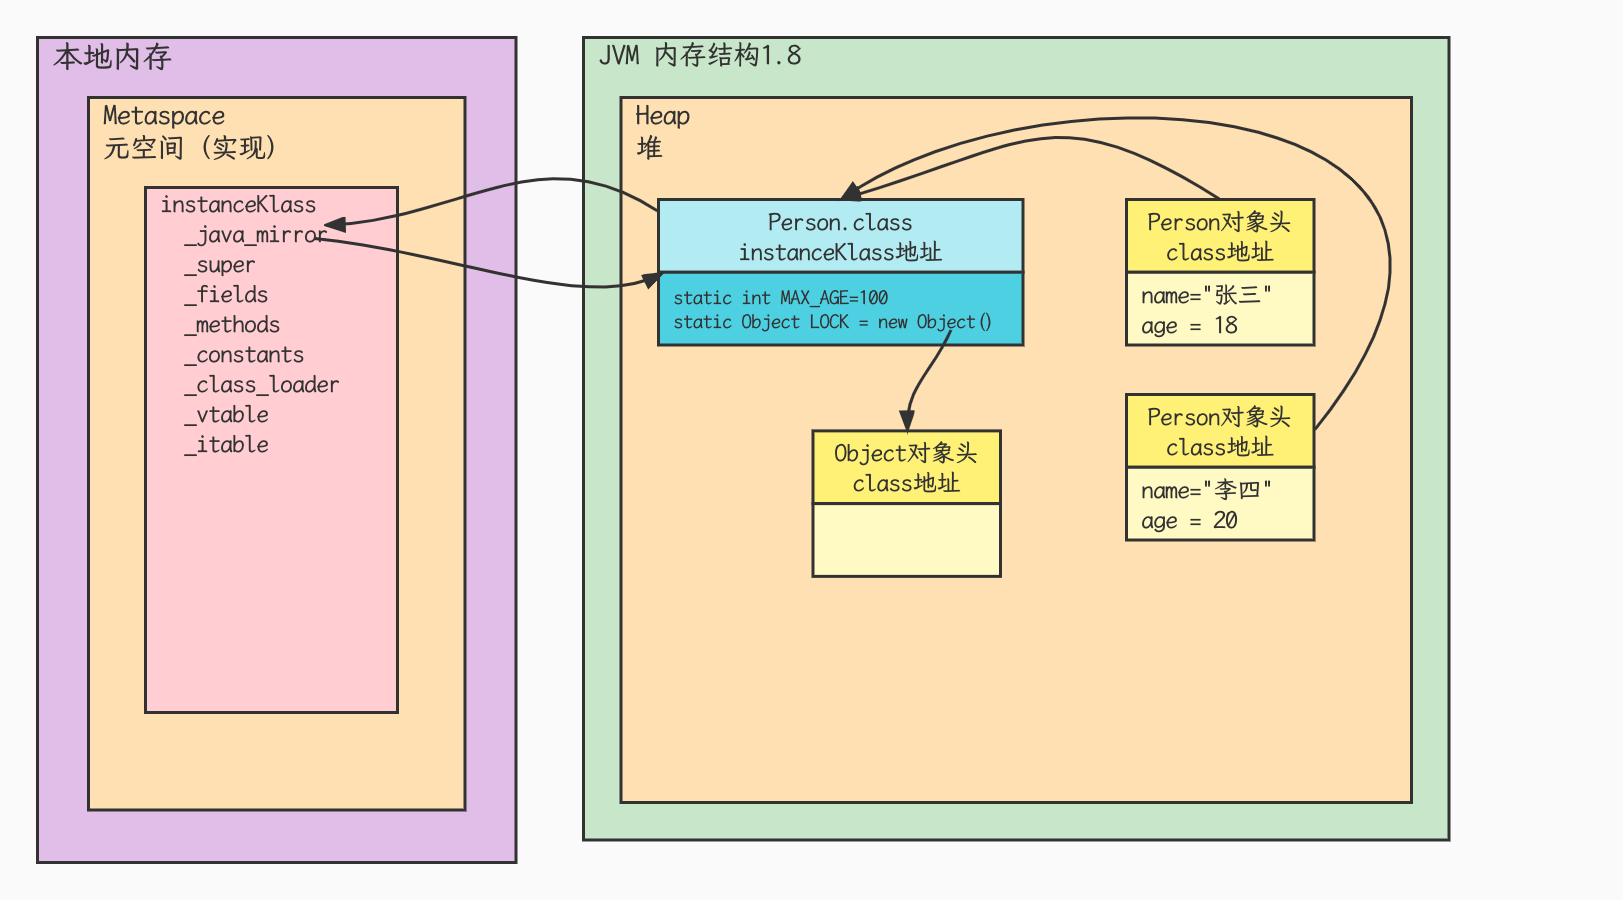 本地内存
Metaspace
元空间 (实现)
instanceKlass
_java_mirror
_super
_fields
_methods
_constants
_class_loader
_vtable
_itable
JVM 内存结构1.8
Heap
堆
Person.class
instanceKlass地址
static int MAX_AGE=100
static Object LOCK = new Object()
Object对象头
class地址
Person对象头
class地址
name="张三"
age = 18
Person对象头
class地址
name="李四"
age = 20